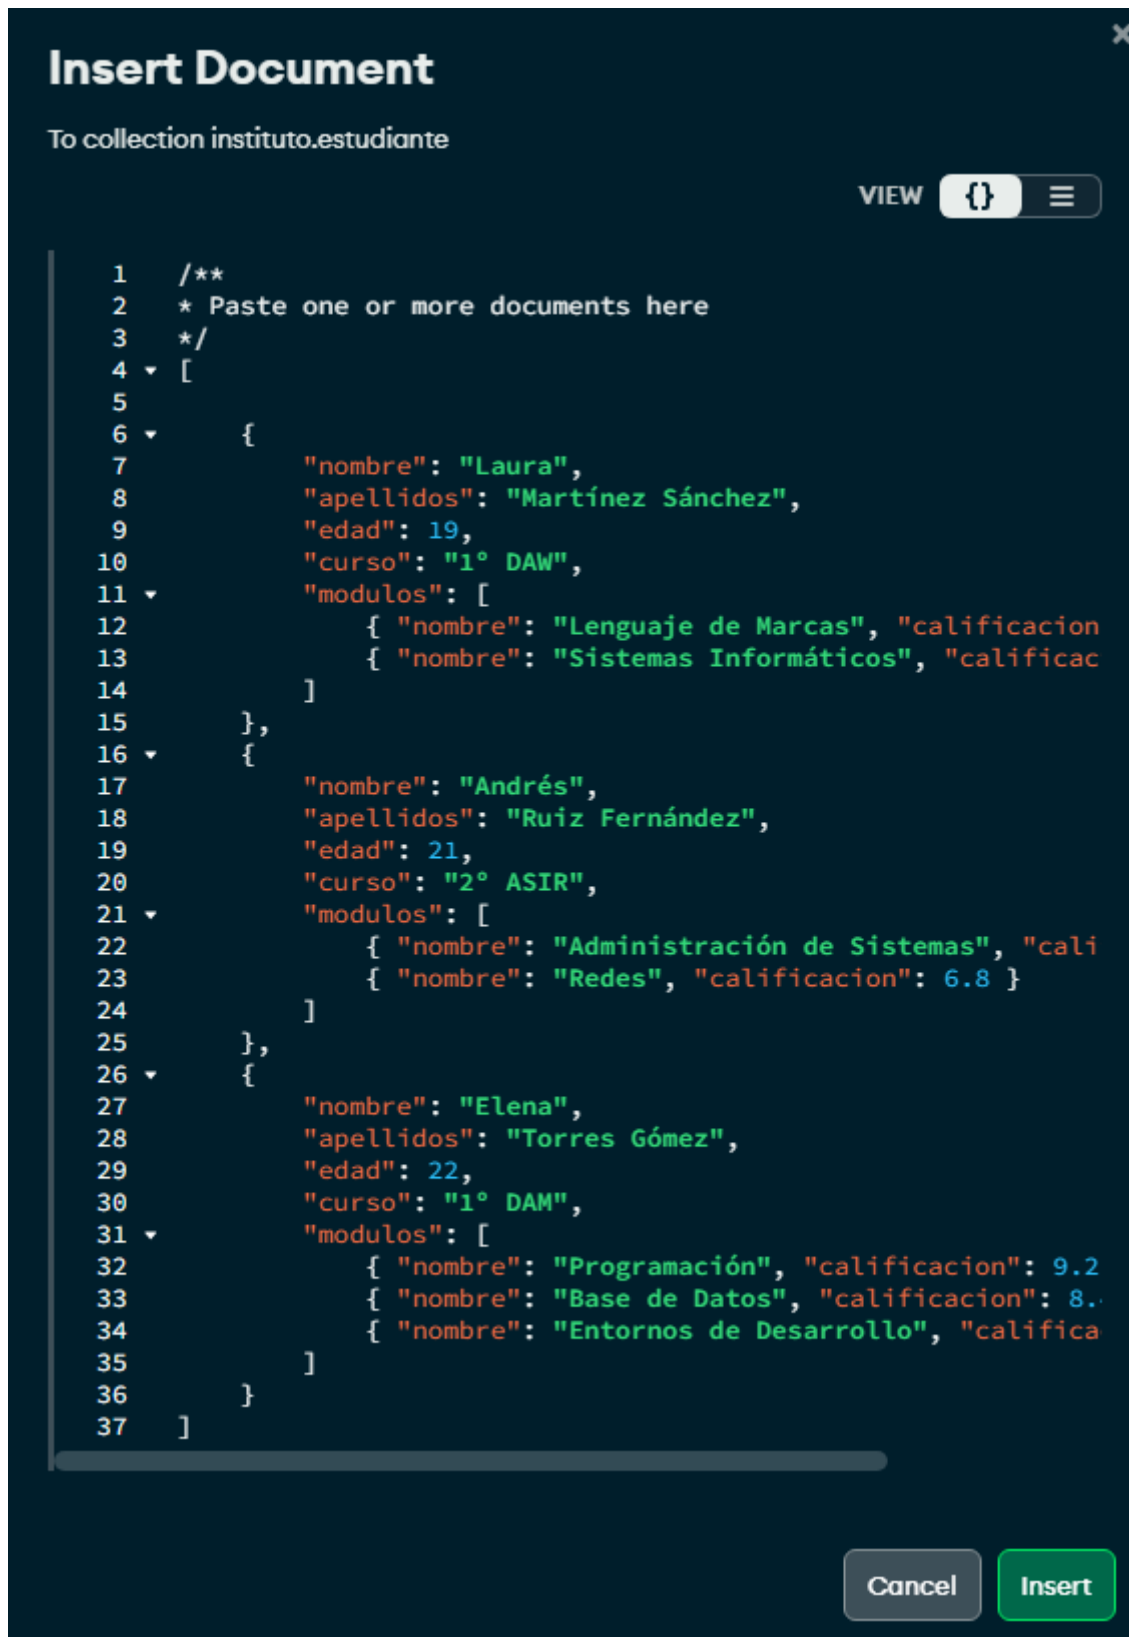 Insert Document
To collection instituto.estudiante
VIEW {} ☰
1 /**
2 * Paste one or more documents here
3 */
4 [
5
6 {
7 "nombre": "Laura",
8 "apellidos": "Martínez Sánchez",
9 "edad": 19,
10 "curso": "1º DAW",
11 "modulos": [
12 { "nombre": "Lenguaje de Marcas", "calificacion
13 { "nombre": "Sistemas Informáticos", "calificac
14 ]
15 },
16 {
17 "nombre": "Andrés",
18 "apellidos": "Ruiz Fernández",
19 "edad": 21,
20 "curso": "2º ASIR",
21 "modulos": [
22 { "nombre": "Administración de Sistemas", "cali
23 { "nombre": "Redes", "calificacion": 6.8 }
24 ]
25 },
26 {
27 "nombre": "Elena",
28 "apellidos": "Torres Gómez",
29 "edad": 22,
30 "curso": "1º DAM",
31 "modulos": [
32 { "nombre": "Programación", "calificacion": 9.2
33 { "nombre": "Base de Datos", "calificacion": 8.
34 { "nombre": "Entornos de Desarrollo", "califica
35 ]
36 }
37 ]
Cancel Insert